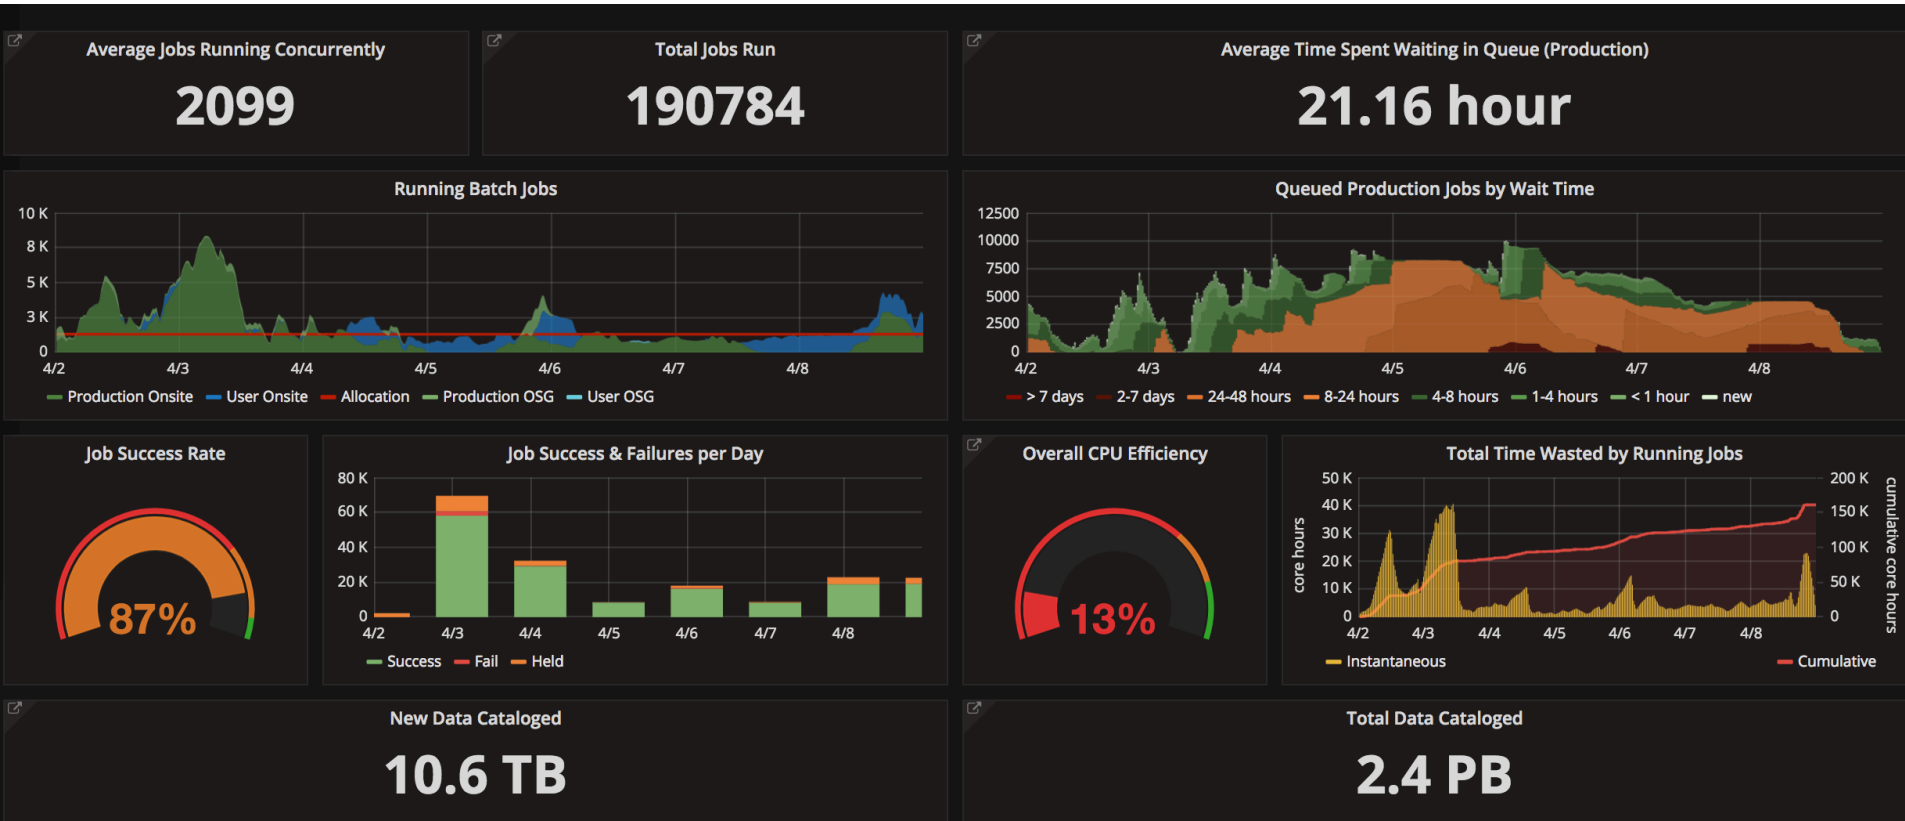 Average Jobs Running Concurrently
2099
Total Jobs Run
190784
Average Time Spent Waiting in Queue (Production)
21.16 hour
Running Batch Jobs
10 K
8 K
5 K
3 K
0
4/2 4/3 4/4 4/5 4/6 4/7 4/8
Production Onsite User Onsite Allocation Production OSG User OSG
Queued Production Jobs by Wait Time
12500
10000
7500
5000
2500
0
4/2 4/3 4/4 4/5 4/6 4/7 4/8
> 7 days 2-7 days 24-48 hours 8-24 hours 4-8 hours 1-4 hours < 1 hour new
Job Success Rate
87%
Job Success & Failures per Day
80 K
60 K
40 K
20 K
0
4/2 4/3 4/4 4/5 4/6 4/7 4/8
Success Fail Held
Overall CPU Efficiency
13%
Total Time Wasted by Running Jobs
core hours
50 K
40 K
30 K
20 K
10 K
0
200 K
150 K
100 K
50 K
0
cumulative core hours
4/2 4/3 4/4 4/5 4/6 4/7 4/8
Instantaneous Cumulative
New Data Cataloged
10.6 TB
Total Data Cataloged
2.4 PB